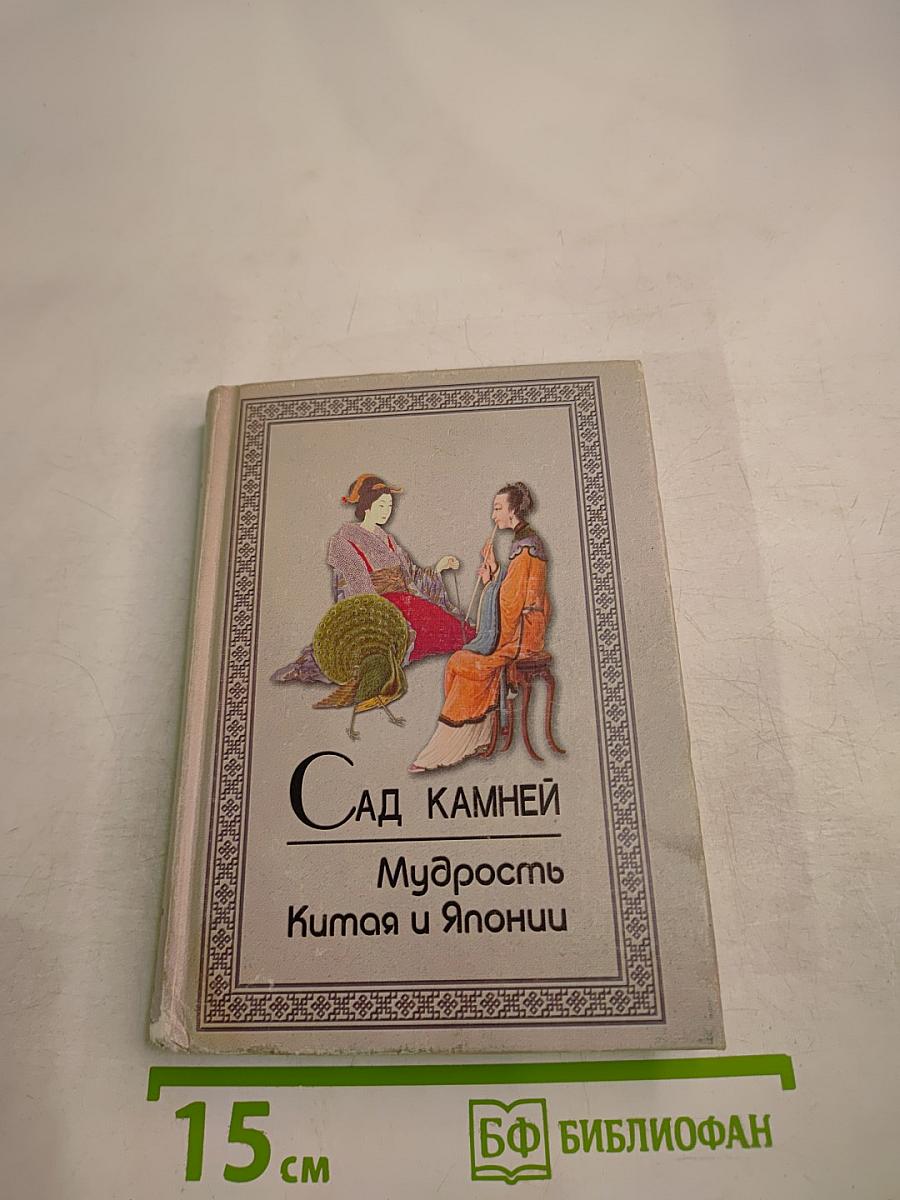 Сад камней
Мудрость
Китая и Японии
15 см
БФ БИБЛИОФАН